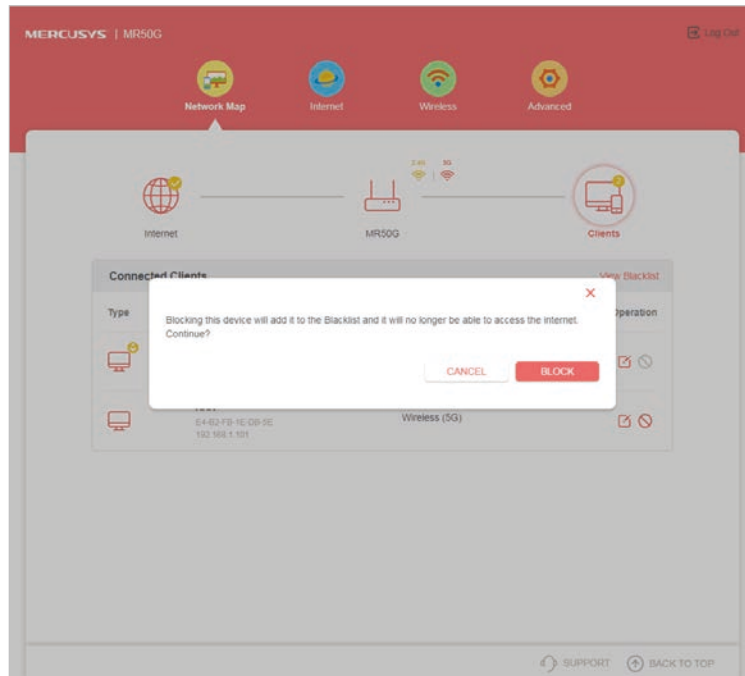 MERCUSYS | MR50G
Log Out
Network Map
Internet
Wireless
Advanced
2.4G
5G
2
Internet
MR50G
Clients
Connected Clients
View Blacklist
Type
Operation
Blocking this device will add it to the Blacklist and it will no longer be able to access the internet.
Continue?
CANCEL
BLOCK
E4-B2-FB-1E-DB-5E
Wireless (5G)
192.168.1.101
SUPPORT
BACK TO TOP